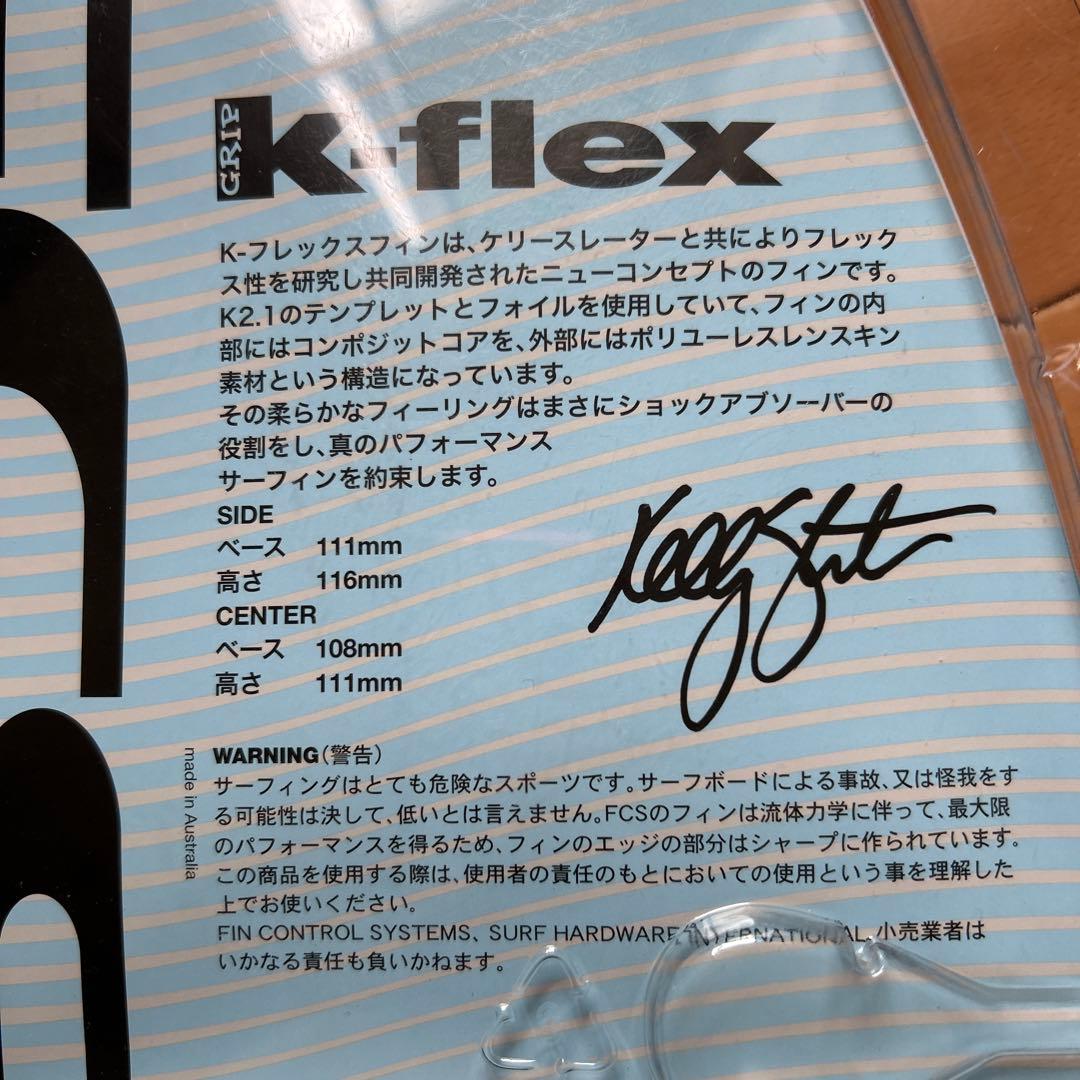 GRIP
k-flex
K-フレックスフィンは、ケリースレーターと共によりフレック
ス性を研究し共同開発されたニューコンセプトのフィンです。
K2.1のテンプレットとフォイルを使用していて、フィンの内
部にはコンポジットコアを、外部にはポリユーレスレンスキン
素材という構造になっています。
その柔らかなフィーリングはまさにショックアブソーバーの
役割をし、真のパフォーマンス
サーフィンを約束します。
SIDE
ベース 111mm
高さ 116mm
CENTER
ベース 108mm
高さ 111mm
WARNING(警告)
サーフィングはとても危険なスポーツです。サーフボードによる事故、又は怪我をす
る可能性は決して、低いとは言えません。FCSのフィンは流体力学に伴って、最大限
のパフォーマンスを得るため、フィンのエッジの部分はシャープに作られています。
この商品を使用する際は、使用者の責任のもとにおいての使用という事を理解した
上でお使いください。
FIN CONTROL SYSTEMS、SURF HARDWARE INTERNATIONAL、小売業者は
いかなる責任も負いかねます。
made in Australia